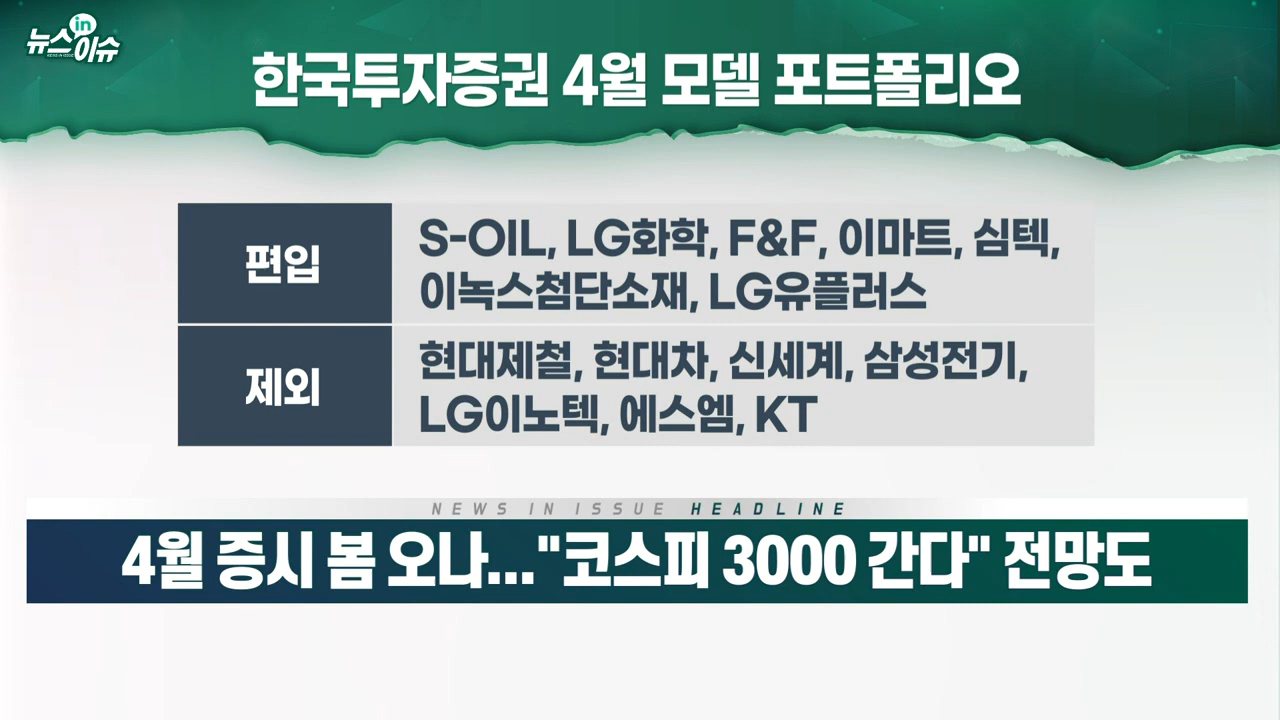 뉴스in이슈
NEWS IN ISSUE
한국투자증권 4월 모델 포트폴리오
편입
S-OIL, LG화학, F&F, 이마트, 심텍,
이녹스첨단소재, LG유플러스
제외
현대제철, 현대차, 신세계, 삼성전기,
LG이노텍, 에스엠, KT
NEWS IN ISSUE HEADLINE
4월 증시 봄 오나..."코스피 3000 간다" 전망도